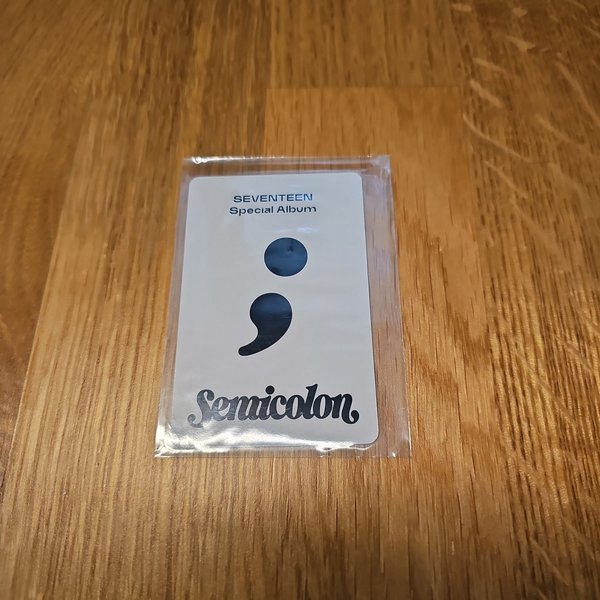 SEVENTEEN
Special Album
;
Semicolon